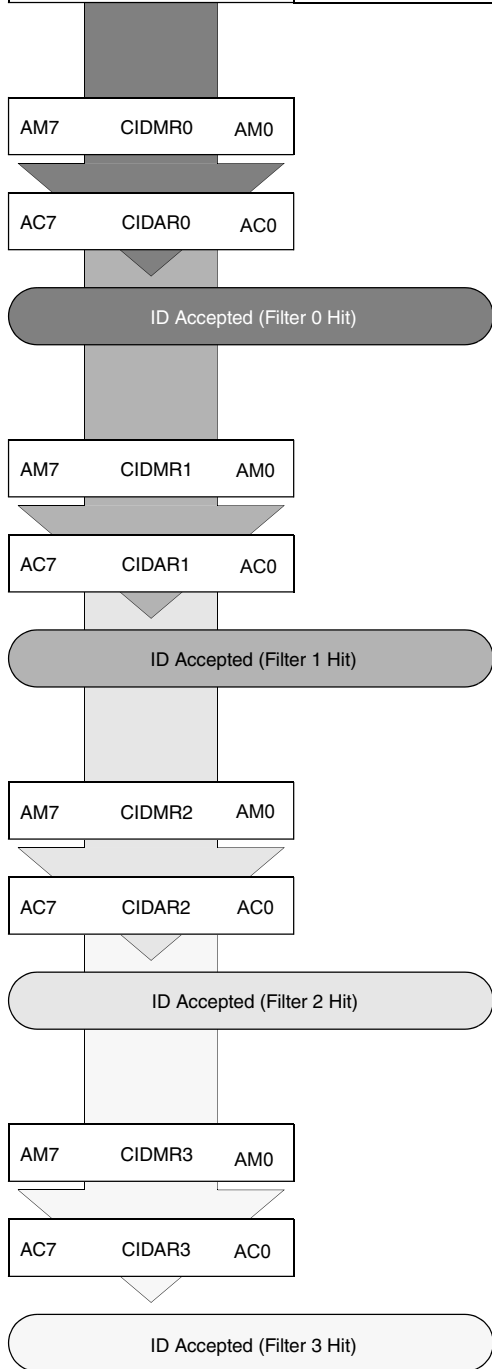 AM7 CIDMR0 AM0
AC7 CIDAR0 AC0
ID Accepted (Filter 0 Hit)
AM7 CIDMR1 AM0
AC7 CIDAR1 AC0
ID Accepted (Filter 1 Hit)
AM7 CIDMR2 AM0
AC7 CIDAR2 AC0
ID Accepted (Filter 2 Hit)
AM7 CIDMR3 AM0
AC7 CIDAR3 AC0
ID Accepted (Filter 3 Hit)